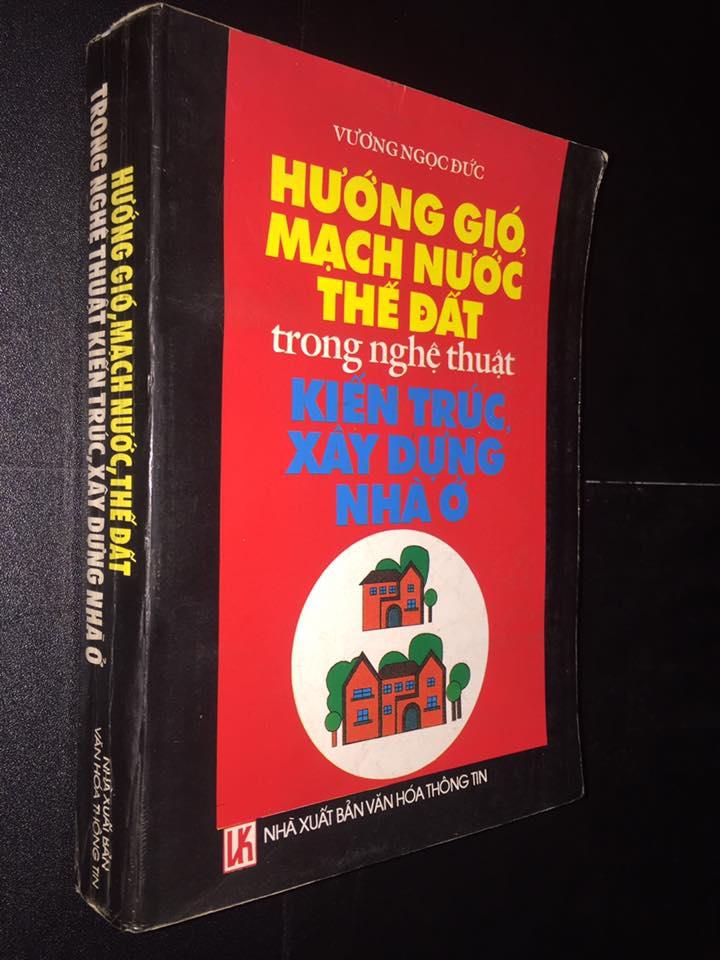 VƯƠNG NGỌC ĐỨC
HƯỚNG GIÓ,
MẠCH NƯỚC
THẾ ĐẤT
trong nghệ thuật
KIẾN TRÚC,
XÂY DỰNG
NHÀ Ở
VK
NHÀ XUẤT BẢN VĂN HÓA THÔNG TIN
HƯỚNG GIÓ, MẠCH NƯỚC, THẾ ĐẤT
TRONG NGHỆ THUẬT KIẾN TRÚC, XÂY DỰNG NHÀ Ở
NHÀ XUẤT BẢN
VĂN HÓA THÔNG TIN